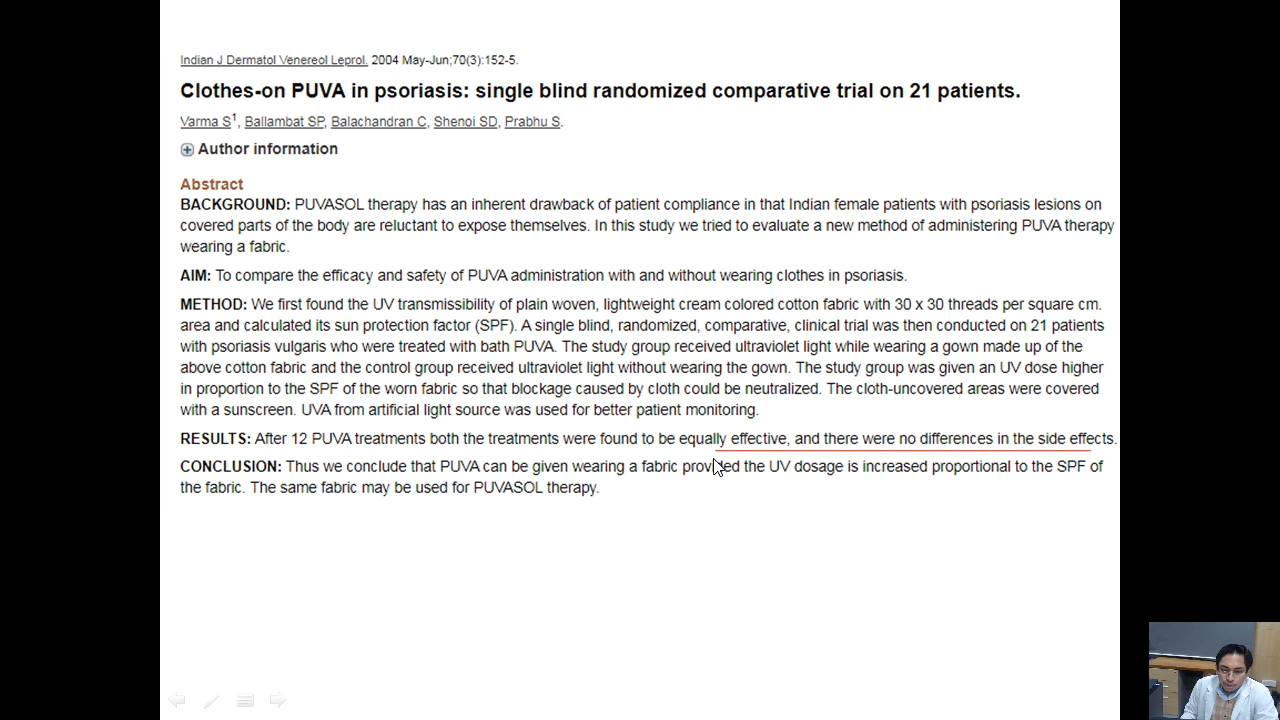 Indian J Dermatol Venereol Leprol. 2004 May-Jun;70(3):152-5.
Clothes-on PUVA in psoriasis: single blind randomized comparative trial on 21 patients.
Varma S1, Ballambat SP, Balachandran C, Shenoi SD, Prabhu S.
Author information
Abstract
BACKGROUND: PUVASOL therapy has an inherent drawback of patient compliance in that Indian female patients with psoriasis lesions on
covered parts of the body are reluctant to expose themselves. In this study we tried to evaluate a new method of administering PUVA therapy
wearing a fabric.
AIM: To compare the efficacy and safety of PUVA administration with and without wearing clothes in psoriasis.
METHOD: We first found the UV transmissibility of plain woven, lightweight cream colored cotton fabric with 30 x 30 threads per square cm.
area and calculated its sun protection factor (SPF). A single blind, randomized, comparative, clinical trial was then conducted on 21 patients
with psoriasis vulgaris who were treated with bath PUVA. The study group received ultraviolet light while wearing a gown made up of the
above cotton fabric and the control group received ultraviolet light without wearing the gown. The study group was given an UV dose higher
in proportion to the SPF of the worn fabric so that blockage caused by cloth could be neutralized. The cloth-uncovered areas were covered
with a sunscreen. UVA from artificial light source was used for better patient monitoring.
RESULTS: After 12 PUVA treatments both the treatments were found to be equally effective, and there were no differences in the side effects.
CONCLUSION: Thus we conclude that PUVA can be given wearing a fabric provided the UV dosage is increased proportional to the SPF of
the fabric. The same fabric may be used for PUVASOL therapy.